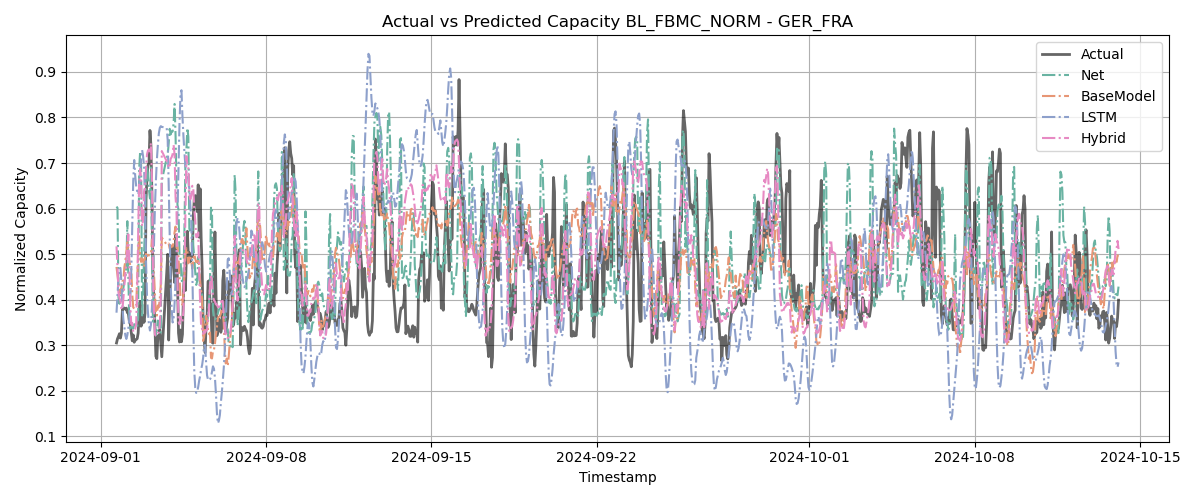 Actual vs Predicted Capacity BL_FBMC_NORM - GER_FRA
Normalized Capacity
0.9
0.8
0.7
0.6
0.5
0.4
0.3
0.2
0.1
Actual
Net
BaseModel
LSTM
Hybrid
2024-09-01
2024-09-08
2024-09-15
2024-09-22
2024-10-01
2024-10-08
2024-10-15
Timestamp